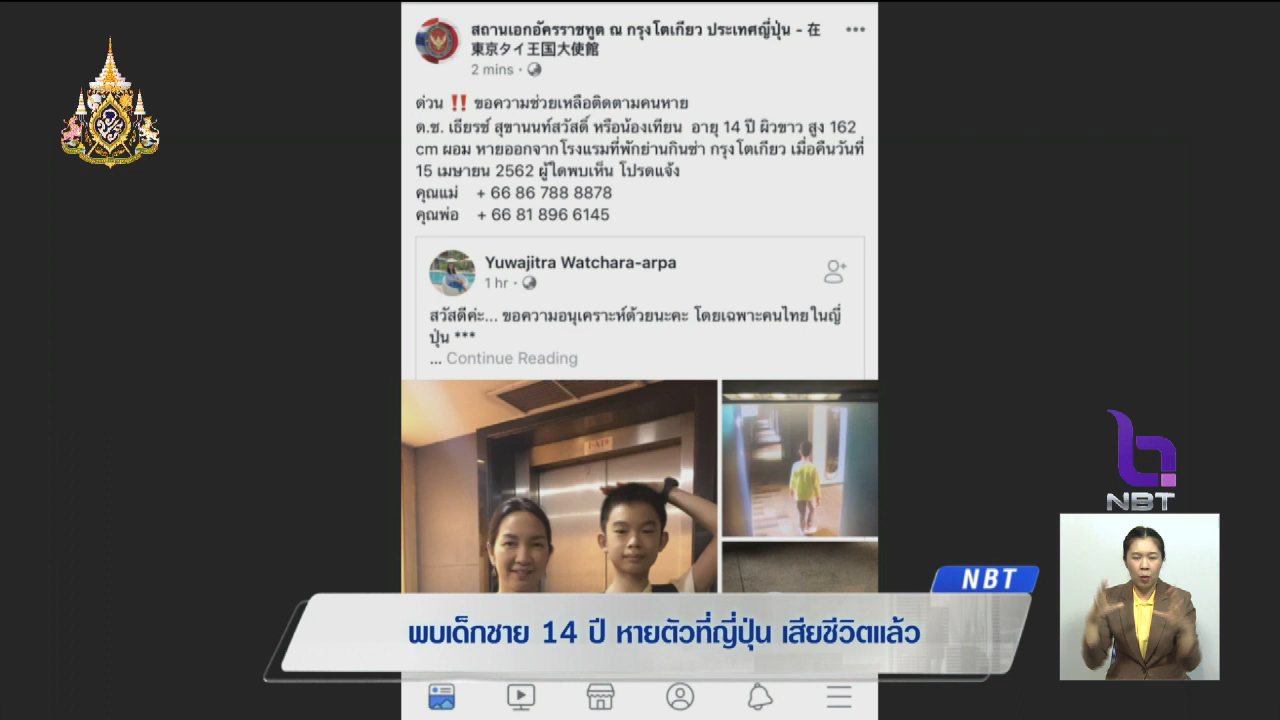 สถานเอกอัครราชทูต ณ กรุงโตเกียว ประเทศญี่ปุ่น - 在
東京タイ王国大使館
2 mins
ด่วน ‼️ ขอความช่วยเหลือติดตามคนหาย
ด.ช. เธียรช์ สุขานนท์สวัสดิ์ หรือน้องเทียน อายุ 14 ปี ผิวขาว สูง 162
cm ผอม หายออกจากโรงแรมที่พักย่านกินซ่า กรุงโตเกียว เมื่อคืนวันที่
15 เมษายน 2562 ผู้ใดพบเห็น โปรดแจ้ง
คุณแม่ + 66 86 788 8878
คุณพ่อ + 66 81 896 6145
Yuwajitra Watchara-arpa
1 hr
สวัสดีค่ะ... ขอความอนุเคราะห์ด้วยนะคะ โดยเฉพาะคนไทยในญี่
ปุ่น ***
... Continue Reading
NBT
NBT
พบเด็กชาย 14 ปี หายตัวที่ญี่ปุ่น เสียชีวิตแล้ว